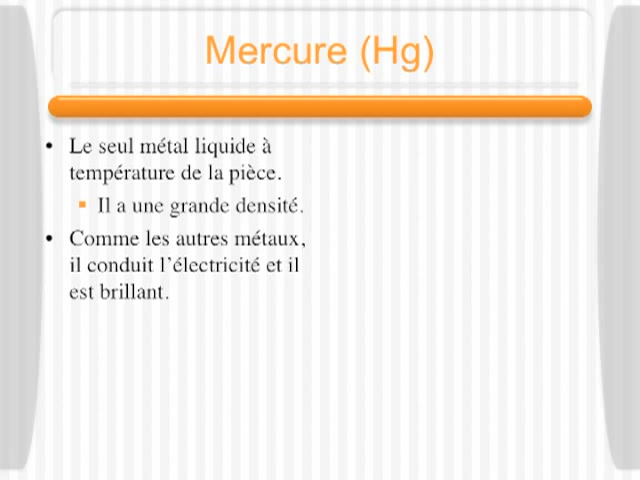 Mercure (Hg)
• Le seul métal liquide à
température de la pièce.
▪ Il a une grande densité.
• Comme les autres métaux,
il conduit l'électricité et il
est brillant.